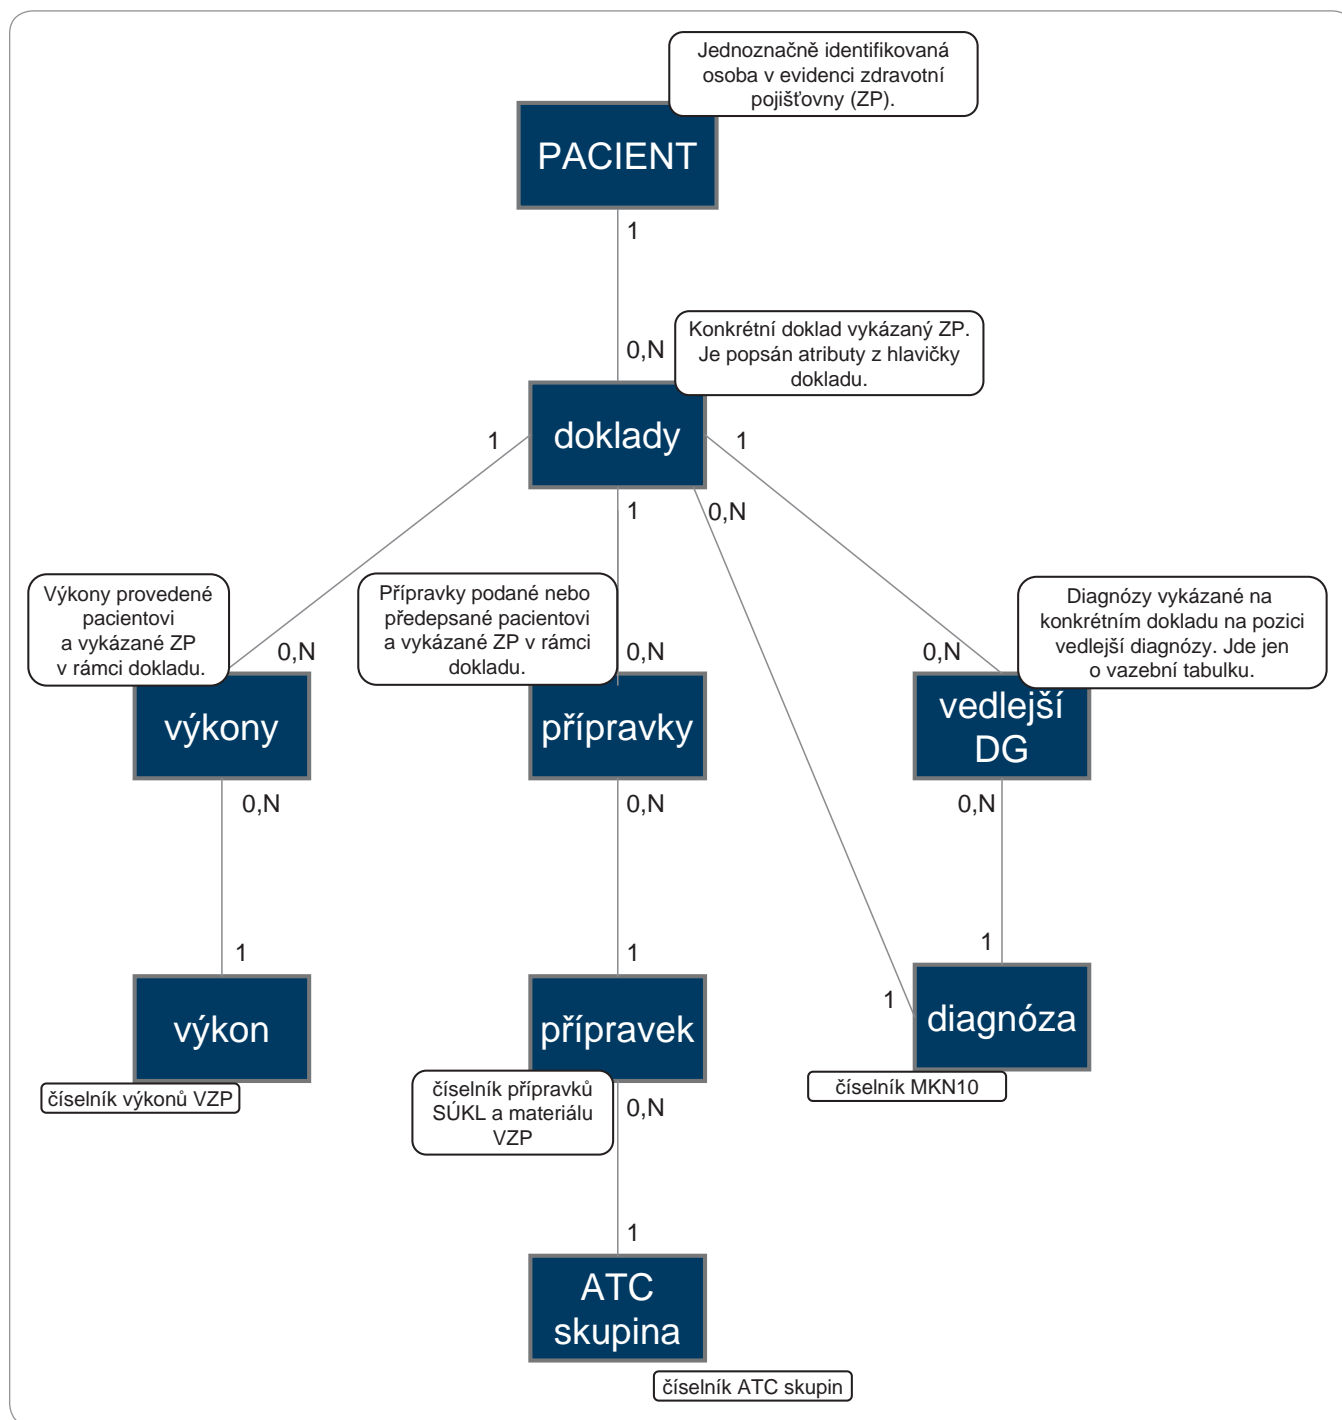 Jednoznačně identifikovaná
osoba v evidenci zdravotní
pojišťovny (ZP).
PACIENT
1
0,N
Konkrétní doklad vykázaný ZP.
Je popsán atributy z hlavičky
dokladu.
doklady
1
1
1
0,N
Výkony provedené
pacientovi
a vykázané ZP
v rámci dokladu.
Přípravky podané nebo
předepsané pacientovi
a vykázané ZP v rámci
dokladu.
Diagnózy vykázané na
konkrétním dokladu na pozici
vedlejší diagnózy. Jde jen
o vazební tabulku.
0,N
0,N
0,N
výkony
přípravky
vedlejší
DG
0,N
0,N
0,N
1
1
1
1
výkon
přípravek
diagnóza
číselník výkonů VZP
číselník přípravků
SÚKL a materiálu
VZP
číselník MKN10
0,N
1
ATC
skupina
číselník ATC skupin